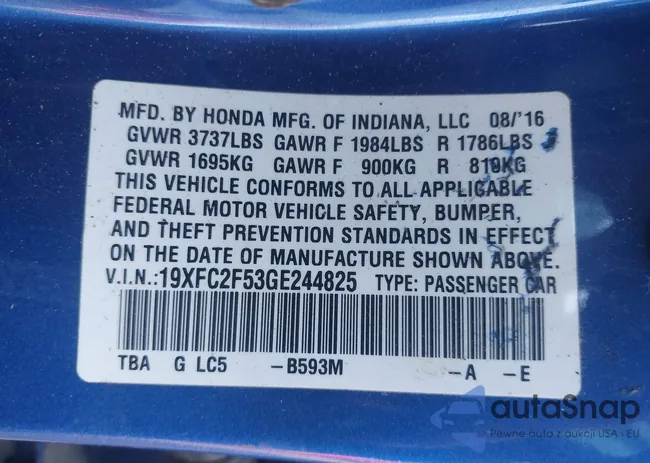 MFD. BY HONDA MFG. OF INDIANA, LLC 08/'16
GVWR 3737LBS GAWR F 1984LBS R 1786LBS
GVWR 1695KG GAWR F 900KG R 819KG
THIS VEHICLE CONFORMS TO ALL APPLICABLE
FEDERAL MOTOR VEHICLE SAFETY, BUMPER,
AND THEFT PREVENTION STANDARDS IN EFFECT
ON THE DATE OF MANUFACTURE SHOWN ABOVE.
V.I.N.:19XFC2F53GE244825 TYPE: PASSENGER CAR
TBA G LC5 -B593M -A -E
autaSnap
Pewne auta z aukcji USA i EU